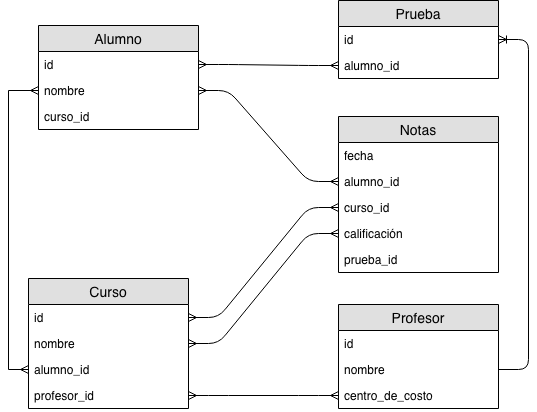 Alumno
id
nombre
curso_id
Prueba
id
alumno_id
Notas
fecha
alumno_id
curso_id
calificación
prueba_id
Curso
id
nombre
alumno_id
profesor_id
Profesor
id
nombre
centro_de_costo